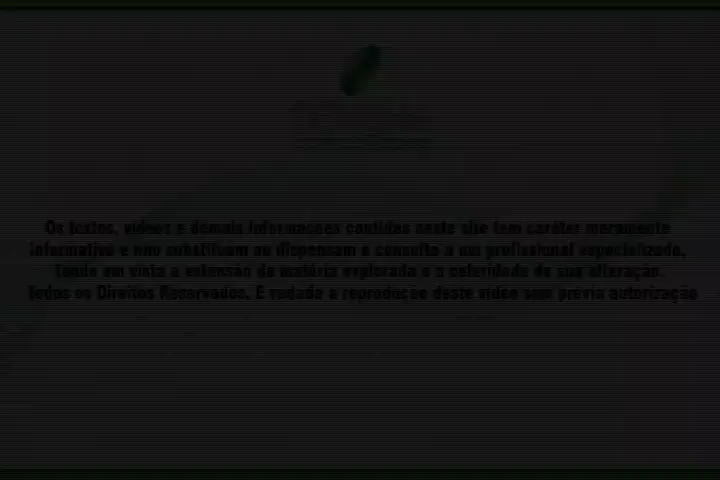 Os textos, vídeos e demais informações contidas neste site tem caráter meramente
informativo e não substituem ou dispensam a consulta a um profissional especializado,
Tendo em vista a extensão da matéria explorada e a celeridade de sua alteração.
Todos os Direitos Reservados. É vedada a reprodução deste vídeo sem prévia autorização